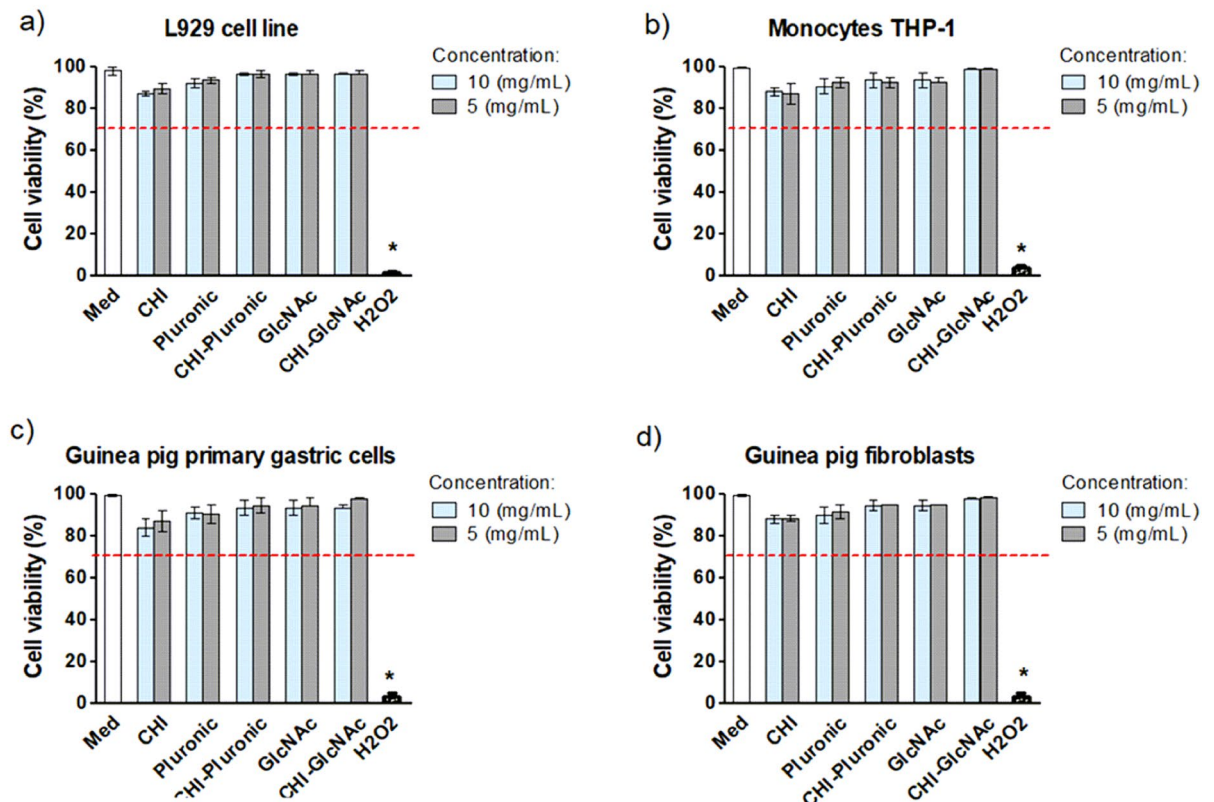 a)
L929 cell line
Cell viability (%)
100
80
60
40
20
0
*
Med
CHI
Pluronic
CHI-Pluronic
GlcNAc
CHI-GlcNAc
H2O2
Concentration:
10 (mg/mL)
5 (mg/mL)
b)
Monocytes THP-1
Cell viability (%)
100
80
60
40
20
0
*
Med
CHI
Pluronic
CHI-Pluronic
GlcNAc
CHI-GlcNAc
H2O2
Concentration:
10 (mg/mL)
5 (mg/mL)
c)
Guinea pig primary gastric cells
Cell viability (%)
100
80
60
40
20
0
*
Med
CHI
Pluronic
CHI-Pluronic
GlcNAc
CHI-GlcNAc
H2O2
Concentration:
10 (mg/mL)
5 (mg/mL)
d)
Guinea pig fibroblasts
Cell viability (%)
100
80
60
40
20
0
*
Med
CHI
Pluronic
CHI-Pluronic
GlcNAc
CHI-GlcNAc
H2O2
Concentration:
10 (mg/mL)
5 (mg/mL)